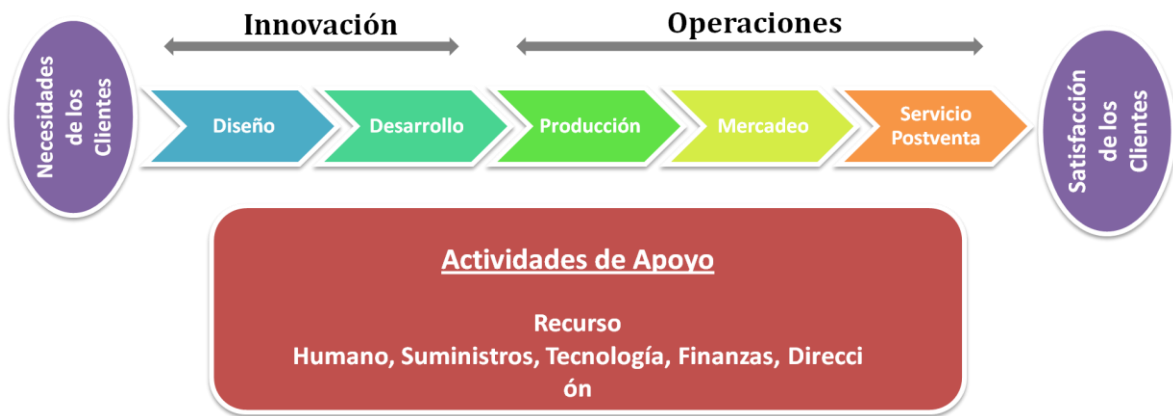 Innovación
Operaciones
Necesidades
de los
Clientes
Diseño
Desarrollo
Producción
Mercadeo
Servicio
Postventa
Satisfacción
de los
Clientes
Actividades de Apoyo
Recurso
Humano, Suministros, Tecnología, Finanzas, Direcci
ón